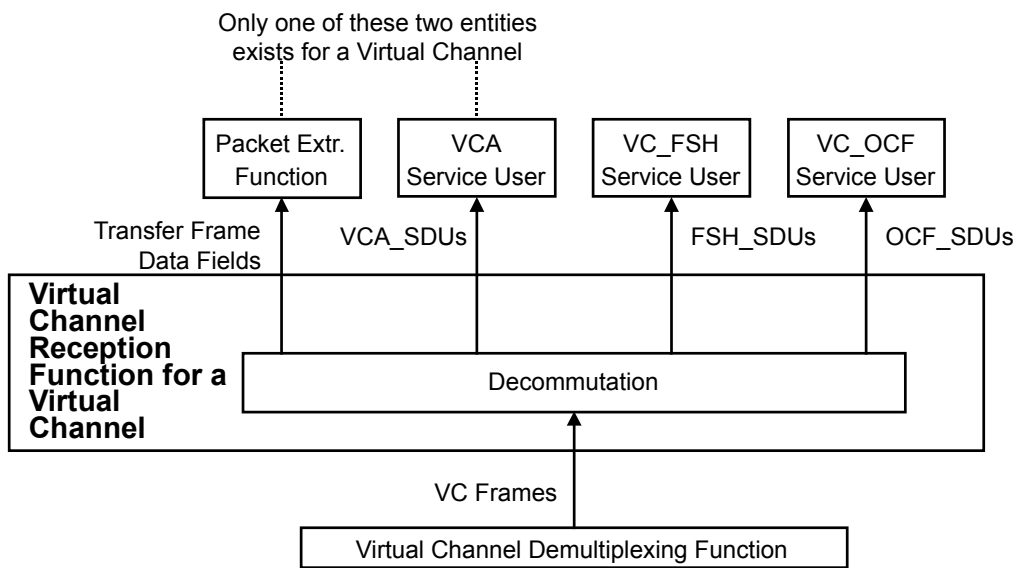 Only one of these two entities
exists for a Virtual Channel
Packet Extr.
Function
VCA
Service User
VC_FSH
Service User
VC_OCF
Service User
Transfer Frame
Data Fields
VCA_SDUs
FSH_SDUs
OCF_SDUs
Virtual
Channel
Reception
Function for a
Virtual
Channel
Decommutation
VC Frames
Virtual Channel Demultiplexing Function